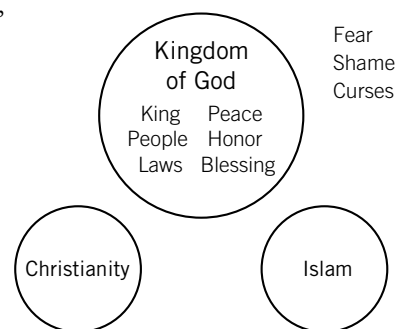 ,
Kingdom
of God
King Peace
People Honor
Laws Blessing
Fear
Shame
Curses
Christianity
Islam